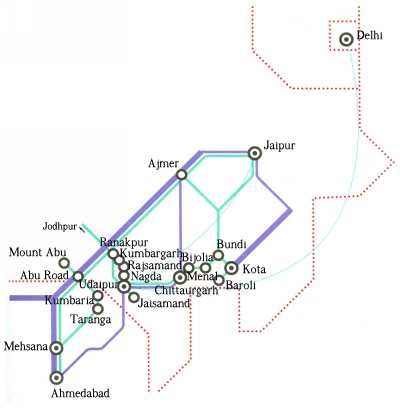 Delhi
Jaipur
Ajmer
Jodhpur
Ranakpur
Bundi
Mount Abu
Kumbargarh
Bijolia
Rajsamand
Kota
Abu Road
Nagda
Menal
Udaipur
Baroli
Chittaurgarh
Kumbaria
Jaisamand
Taranga
Mehsana
Ahmedabad